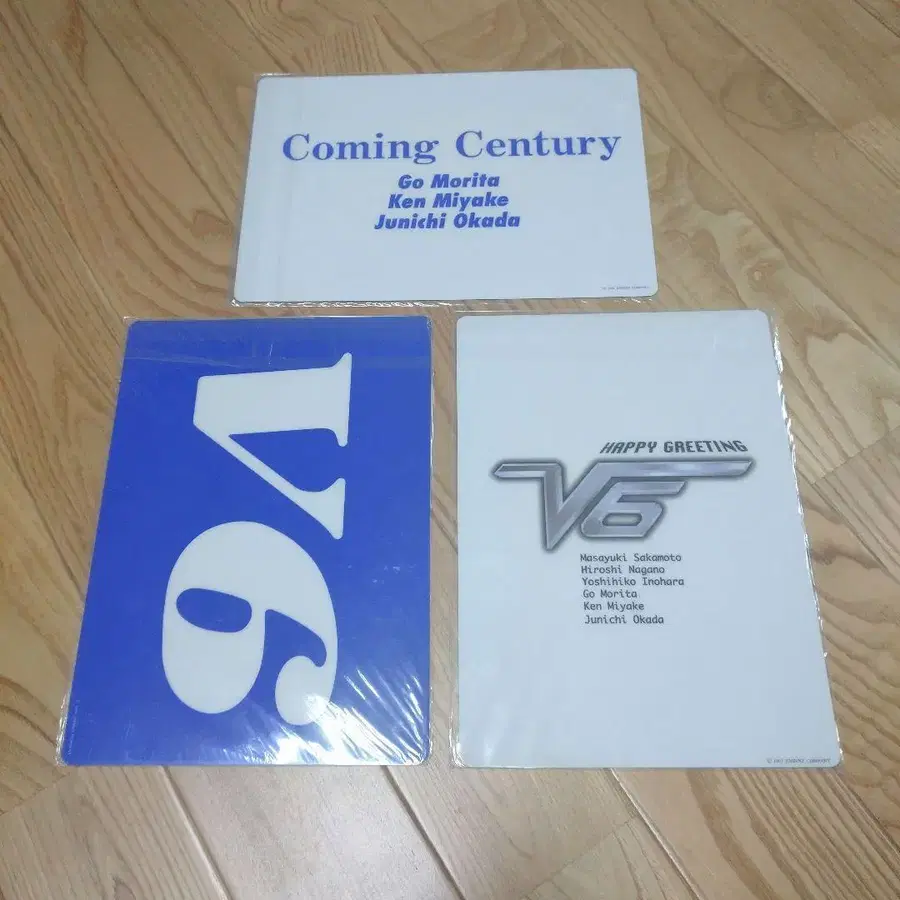 Coming Century
Go Morita
Ken Miyake
Junichi Okada
V6
HAPPY GREETING
V6
Masayuki Sakamoto
Hiroshi Nagano
Yoshihiko Inohara
Go Morita
Ken Miyake
Junichi Okada